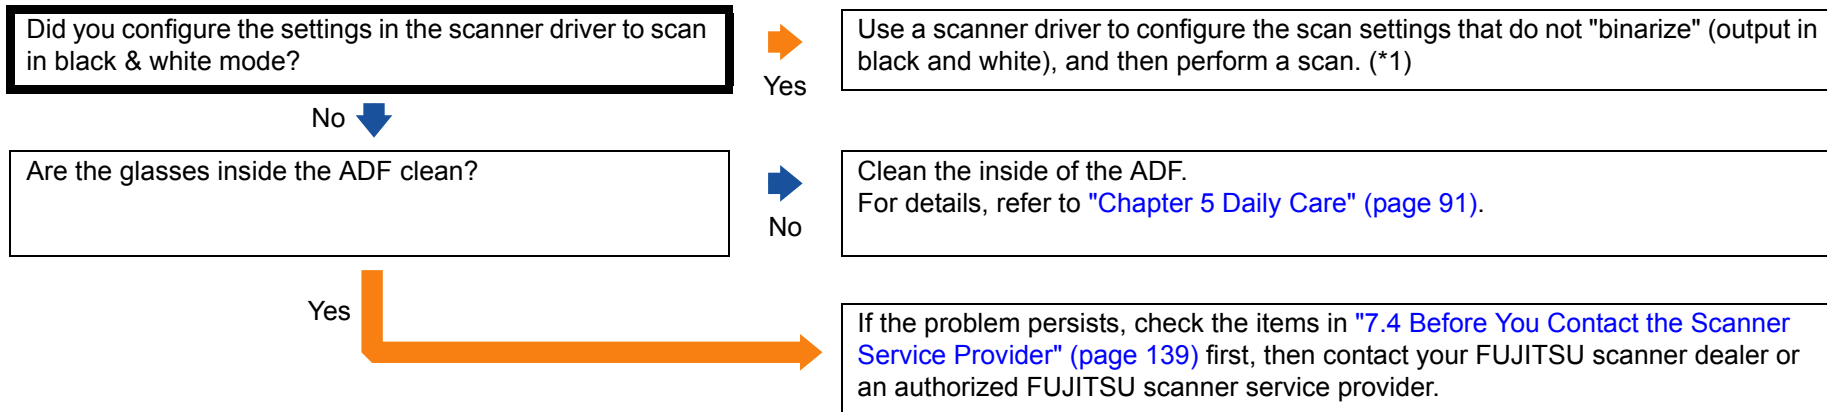 Did you configure the settings in the scanner driver to scan
in black & white mode?
Yes
Use a scanner driver to configure the scan settings that do not "binarize" (output in
black and white), and then perform a scan. (*1)
No
Are the glasses inside the ADF clean?
No
Clean the inside of the ADF.
For details, refer to "Chapter 5 Daily Care" (page 91).
Yes
If the problem persists, check the items in "7.4 Before You Contact the Scanner
Service Provider" (page 139) first, then contact your FUJITSU scanner dealer or
an authorized FUJITSU scanner service provider.